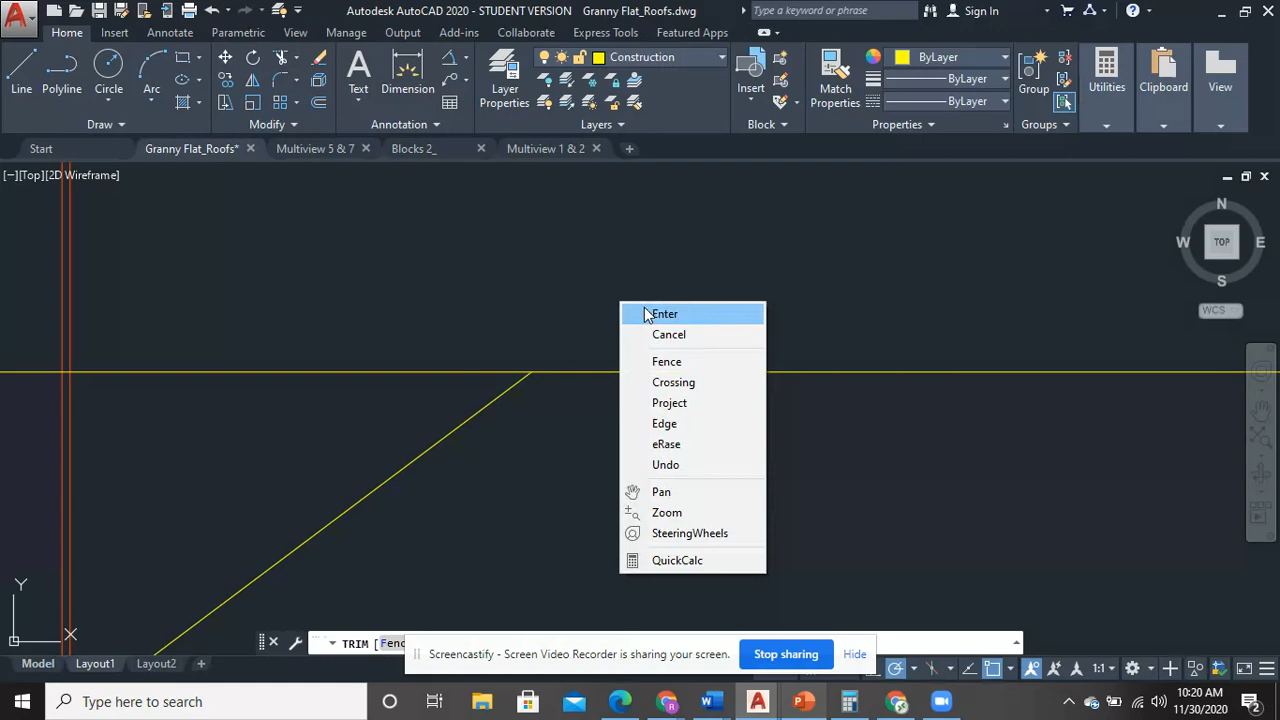 Autodesk AutoCAD 2020 - STUDENT VERSION Granny Flat_Roofs.dwg
Type a keyword or phrase
Sign In
Home Insert Annotate Parametric View Manage Output Add-ins Collaborate Express Tools Featured Apps
Line Polyline Circle Arc
Text Dimension
Layer Properties
Construction
Insert
Match Properties
ByLayer
ByLayer
ByLayer
Group
Utilities
Clipboard
View
Draw Modify Annotation Layers Block Properties Groups
Start Granny Flat_Roofs* Multiview 5 & 7 Blocks 2_ Multiview 1 & 2
[−][Top][2D Wireframe]
N
W TOP E
S
WCS
Enter
Cancel
Fence
Crossing
Project
Edge
eRase
Undo
Pan
Zoom
SteeringWheels
QuickCalc
Y
X
TRIM [Fenc
Screencastify - Screen Video Recorder is sharing your screen. Stop sharing Hide
Model Layout1 Layout2
1:1
Type here to search
10:20 AM
11/30/2020
2